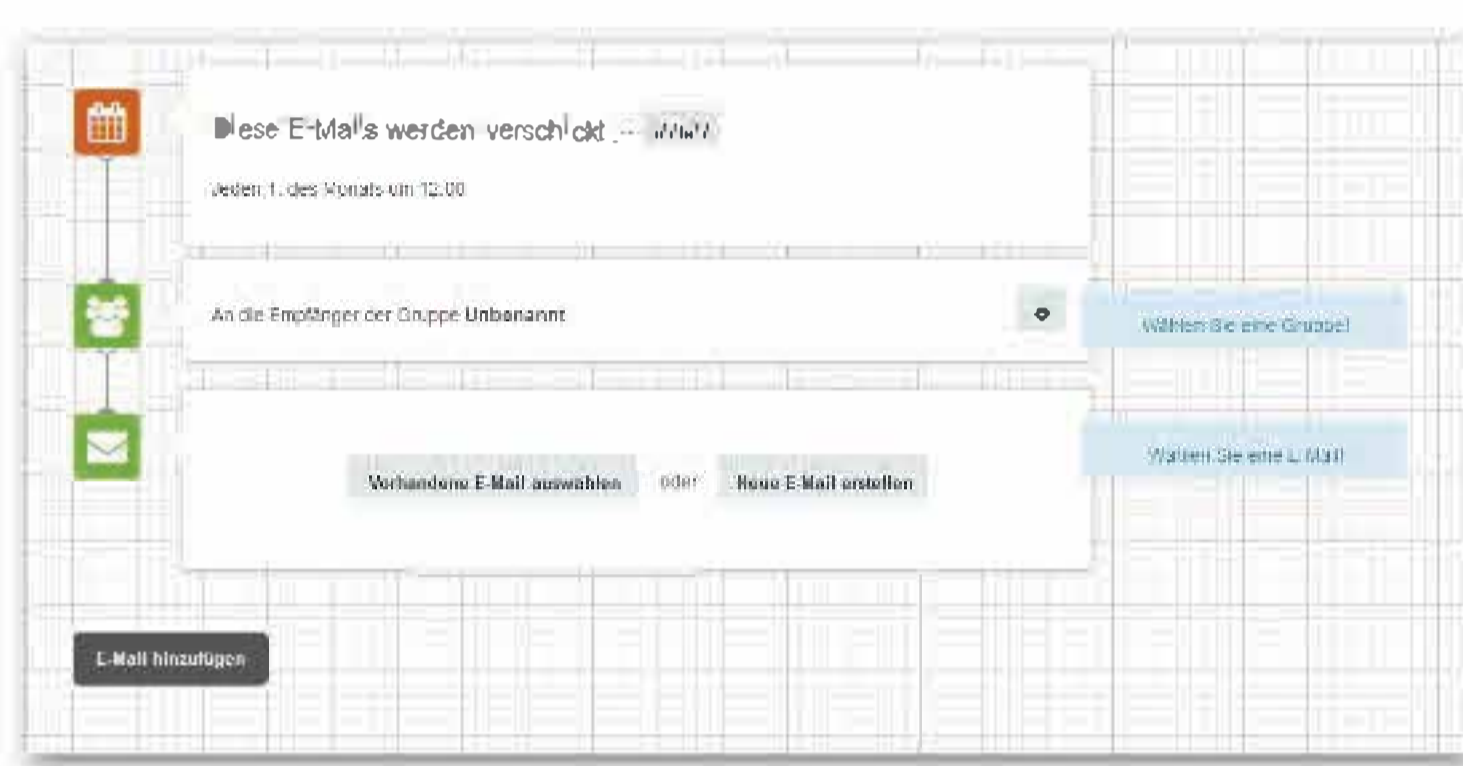 Diese E-Mails werden verschickt ...
Jeden 1. des Monats um 12:00
An die Empfänger der Gruppe Unbenannt
Wählen Sie eine Gruppe!
Wählen Sie eine E-Mail!
Vorhandene E-Mail auswählen oder Neue E-Mail erstellen
E-Mail hinzufügen